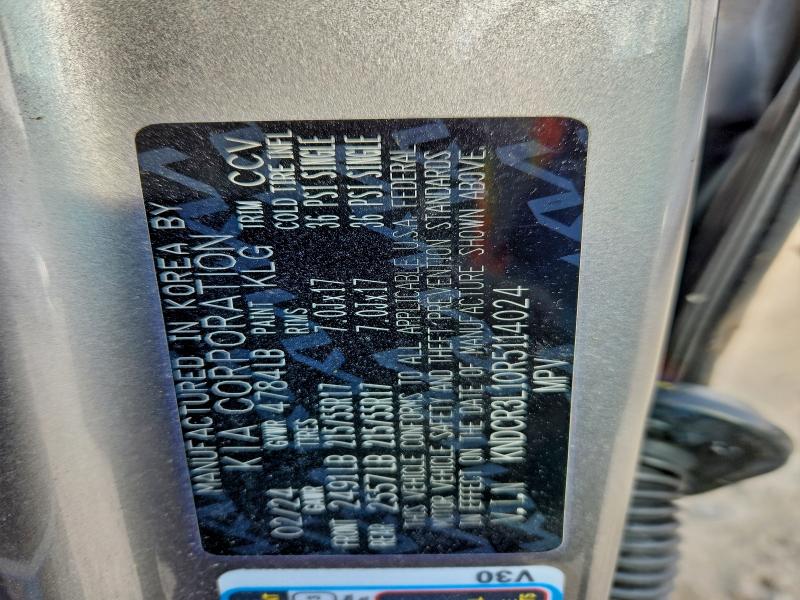 MANUFACTURED IN KOREA BY
KIA CORPORATION
02/24 GVWR 4784LB PAINT KLG TRIM CCV
GAWR TIRES RIMS COLD TIRE INFL
FRNT 2491LB 215/55R17 7.0Jx17 36 PSI SINGLE
RER 2557LB 215/55R17 7.0Jx17 36 PSI SINGLE
THIS VEHICLE CONFORMS TO ALL APPLICABLE U.S.A. FEDERAL
MOTOR VEHICLE SAFETY AND THEFT PREVENTION STANDARDS
IN EFFECT ON THE DATE OF MANUFACTURE SHOWN ABOVE.
V.I.N KNDCR3L10R5114024
MPV
V30